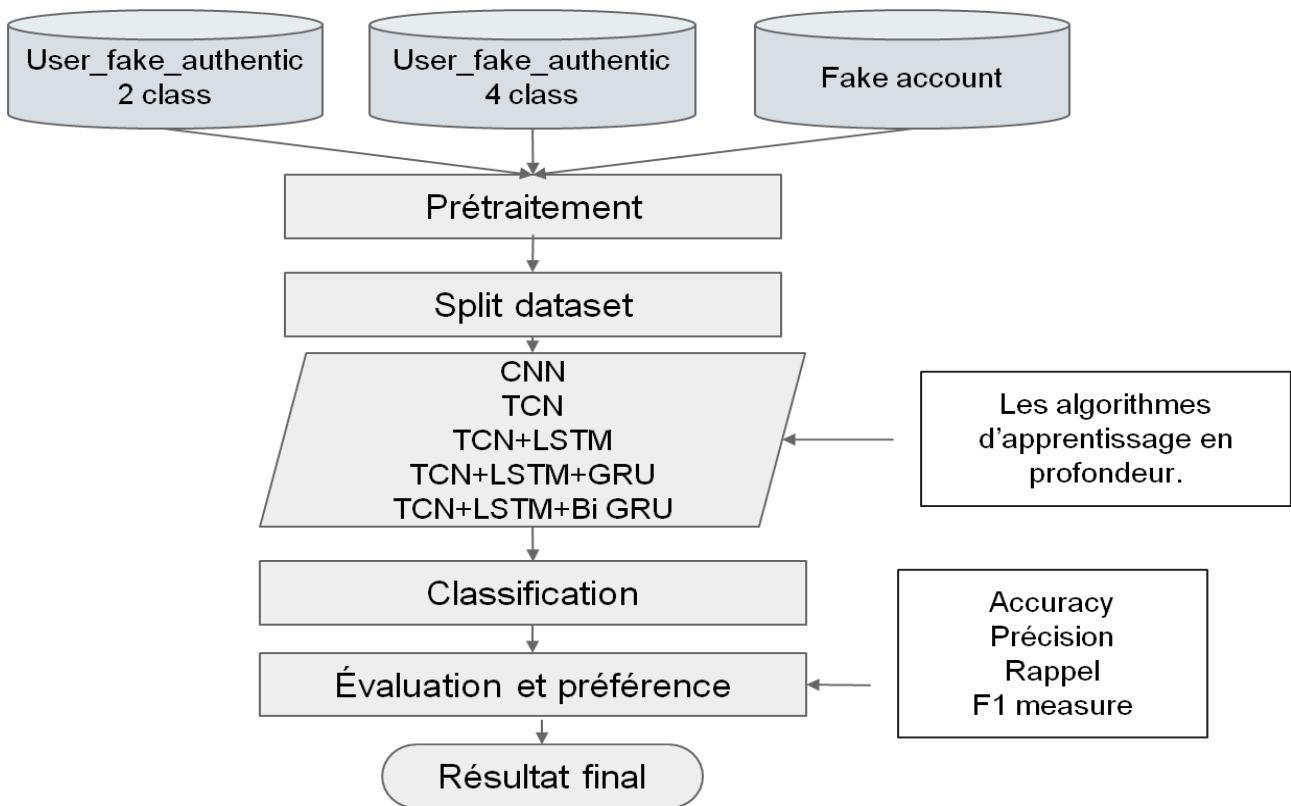 User_fake_authentic
2 class
User_fake_authentic
4 class
Fake account
Prétraitement
Split dataset
CNN
TCN
TCN+LSTM
TCN+LSTM+GRU
TCN+LSTM+Bi GRU
Les algorithmes
d'apprentissage en
profondeur.
Classification
Accuracy
Précision
Rappel
F1 measure
Évaluation et préférence
Résultat final